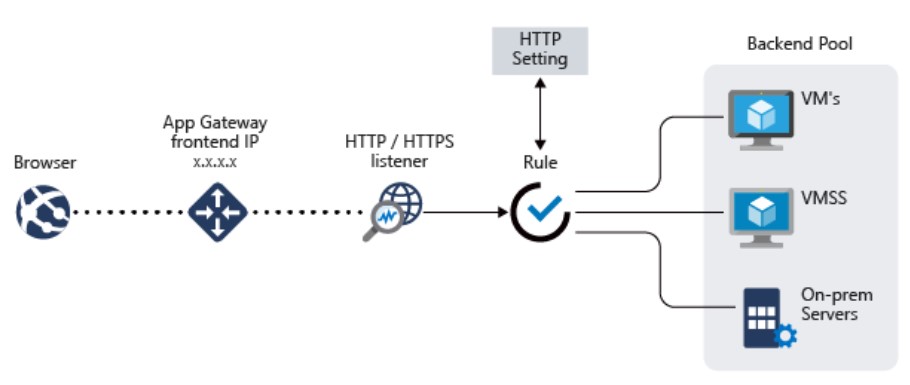 HTTP
Setting
Backend Pool
App Gateway
frontend IP
x.x.x.x
HTTP / HTTPS
listener
Browser
Rule
VM's
VMSS
On-prem
Servers